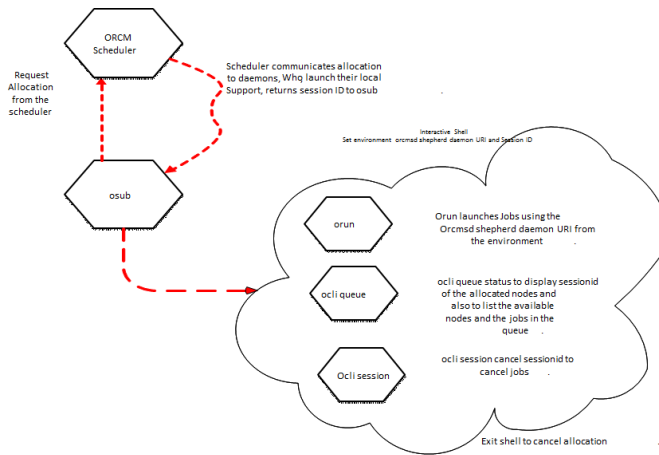 ORCM
Scheduler
Request
Allocation
from the
scheduler
Scheduler communicates allocation
to daemons, Whq launch their local
Support, returns session ID to osub .
osub
Interactive Shell
Set environment orcmsd shepherd daemon URI and Session ID
orun
Orun launches Jobs using the
Orcmsd shepherd daemon URI from
the environment .
ocli queue
ocli queue status to display sessionid
of the allocated nodes and
also to list the available
nodes and the jobs in the
queue .
Ocli session
ocli session cancel sessionid to
cancel jobs .
Exit shell to cancel allocation .